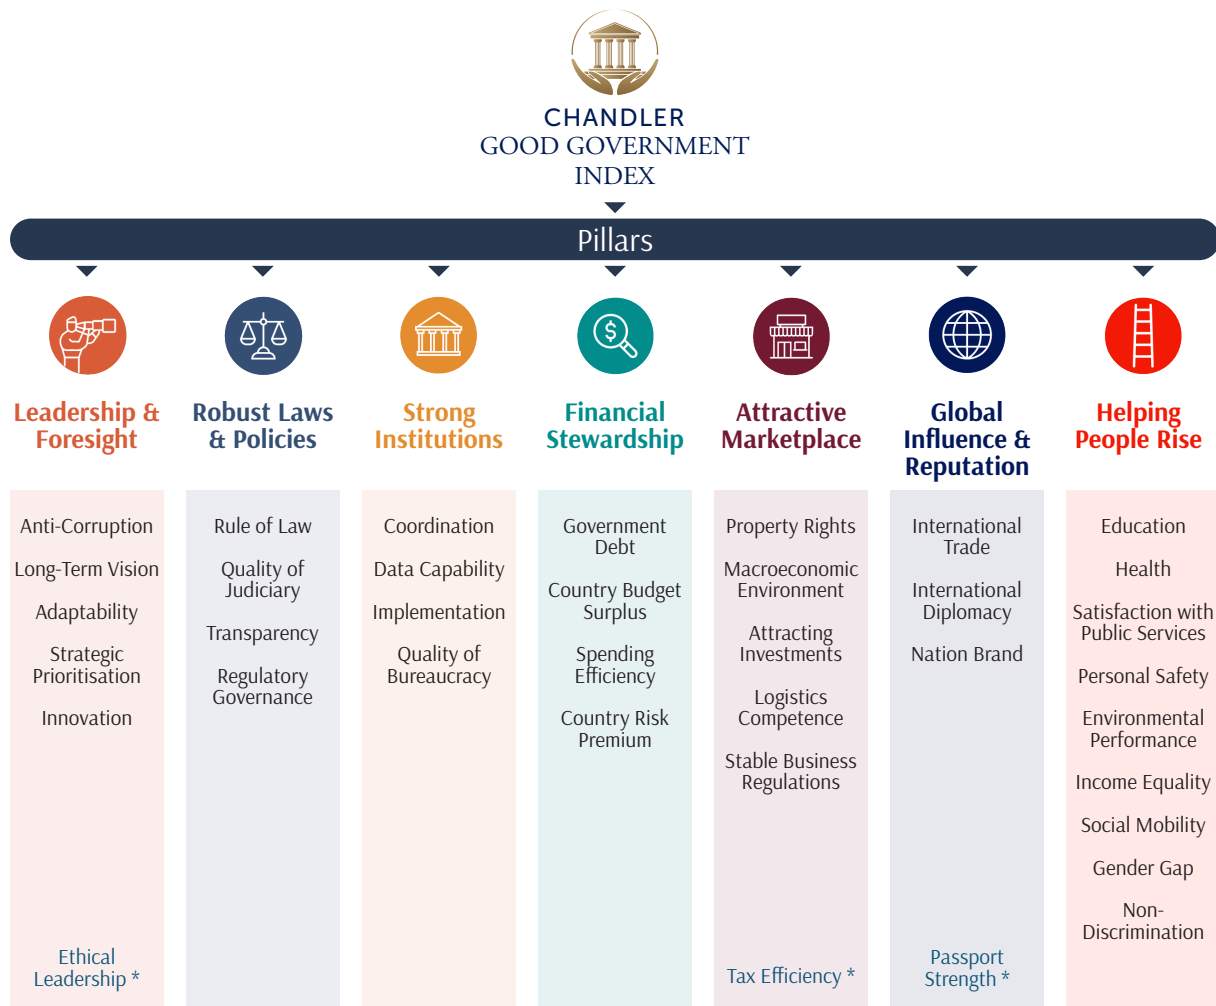 CHANDLER
GOOD GOVERNMENT
INDEX
Pillars
Leadership &
Foresight
Anti-Corruption
Long-Term Vision
Adaptability
Strategic
Prioritisation
Innovation
Ethical
Leadership *
Robust Laws
& Policies
Rule of Law
Quality of
Judiciary
Transparency
Regulatory
Governance
Strong
Institutions
Coordination
Data Capability
Implementation
Quality of
Bureaucracy
Financial
Stewardship
Government
Debt
Country Budget
Surplus
Spending
Efficiency
Country Risk
Premium
Attractive
Marketplace
Property Rights
Macroeconomic
Environment
Attracting
Investments
Logistics
Competence
Stable Business
Regulations
Tax Efficiency *
Global
Influence &
Reputation
International
Trade
International
Diplomacy
Nation Brand
Passport
Strength *
Helping
People Rise
Education
Health
Satisfaction with
Public Services
Personal Safety
Environmental
Performance
Income Equality
Social Mobility
Gender Gap
Non-
Discrimination